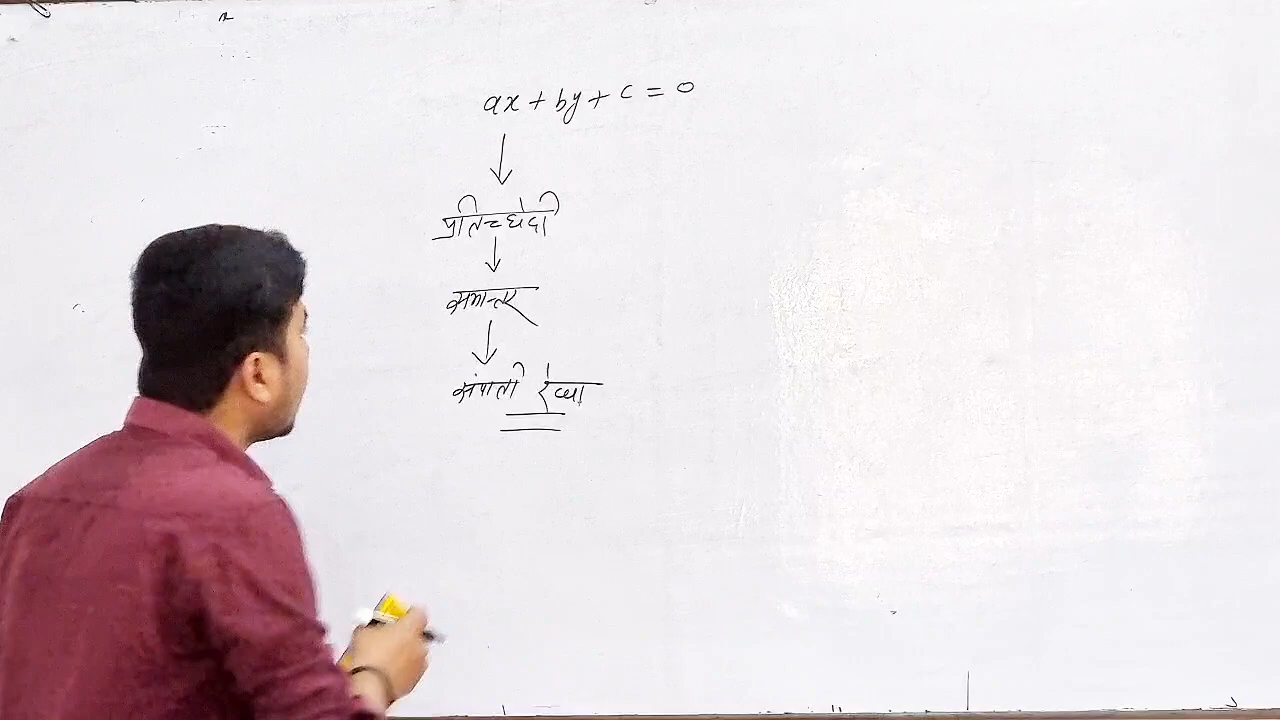 ax + by + c = 0
प्रतिच्छेदी
समान्तर
संपाती रेखा